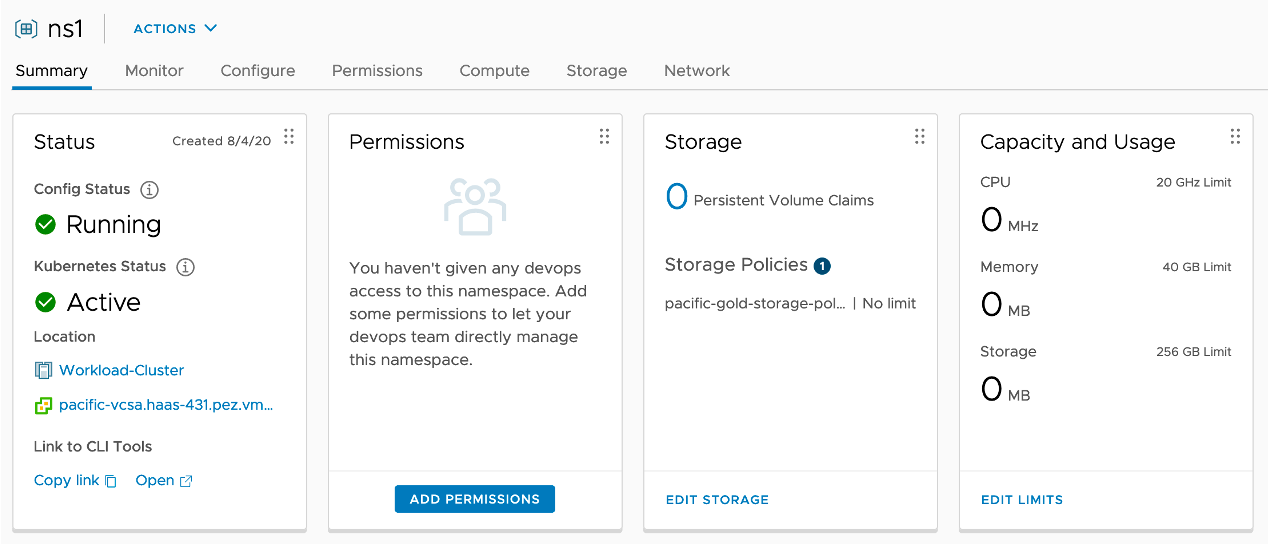 ns1
ACTIONS
Summary Monitor Configure Permissions Compute Storage Network
Status
Created 8/4/20
Config Status
Running
Kubernetes Status
Active
Location
Workload-Cluster
pacific-vcsa.haas-431.pez.vm...
Link to CLI Tools
Copy link Open
Permissions
You haven't given any devops
access to this namespace. Add
some permissions to let your
devops team directly manage
this namespace.
ADD PERMISSIONS
Storage
0 Persistent Volume Claims
Storage Policies 1
pacific-gold-storage-pol... | No limit
EDIT STORAGE
Capacity and Usage
CPU 20 GHz Limit
0 MHz
Memory 40 GB Limit
0 MB
Storage 256 GB Limit
0 MB
EDIT LIMITS